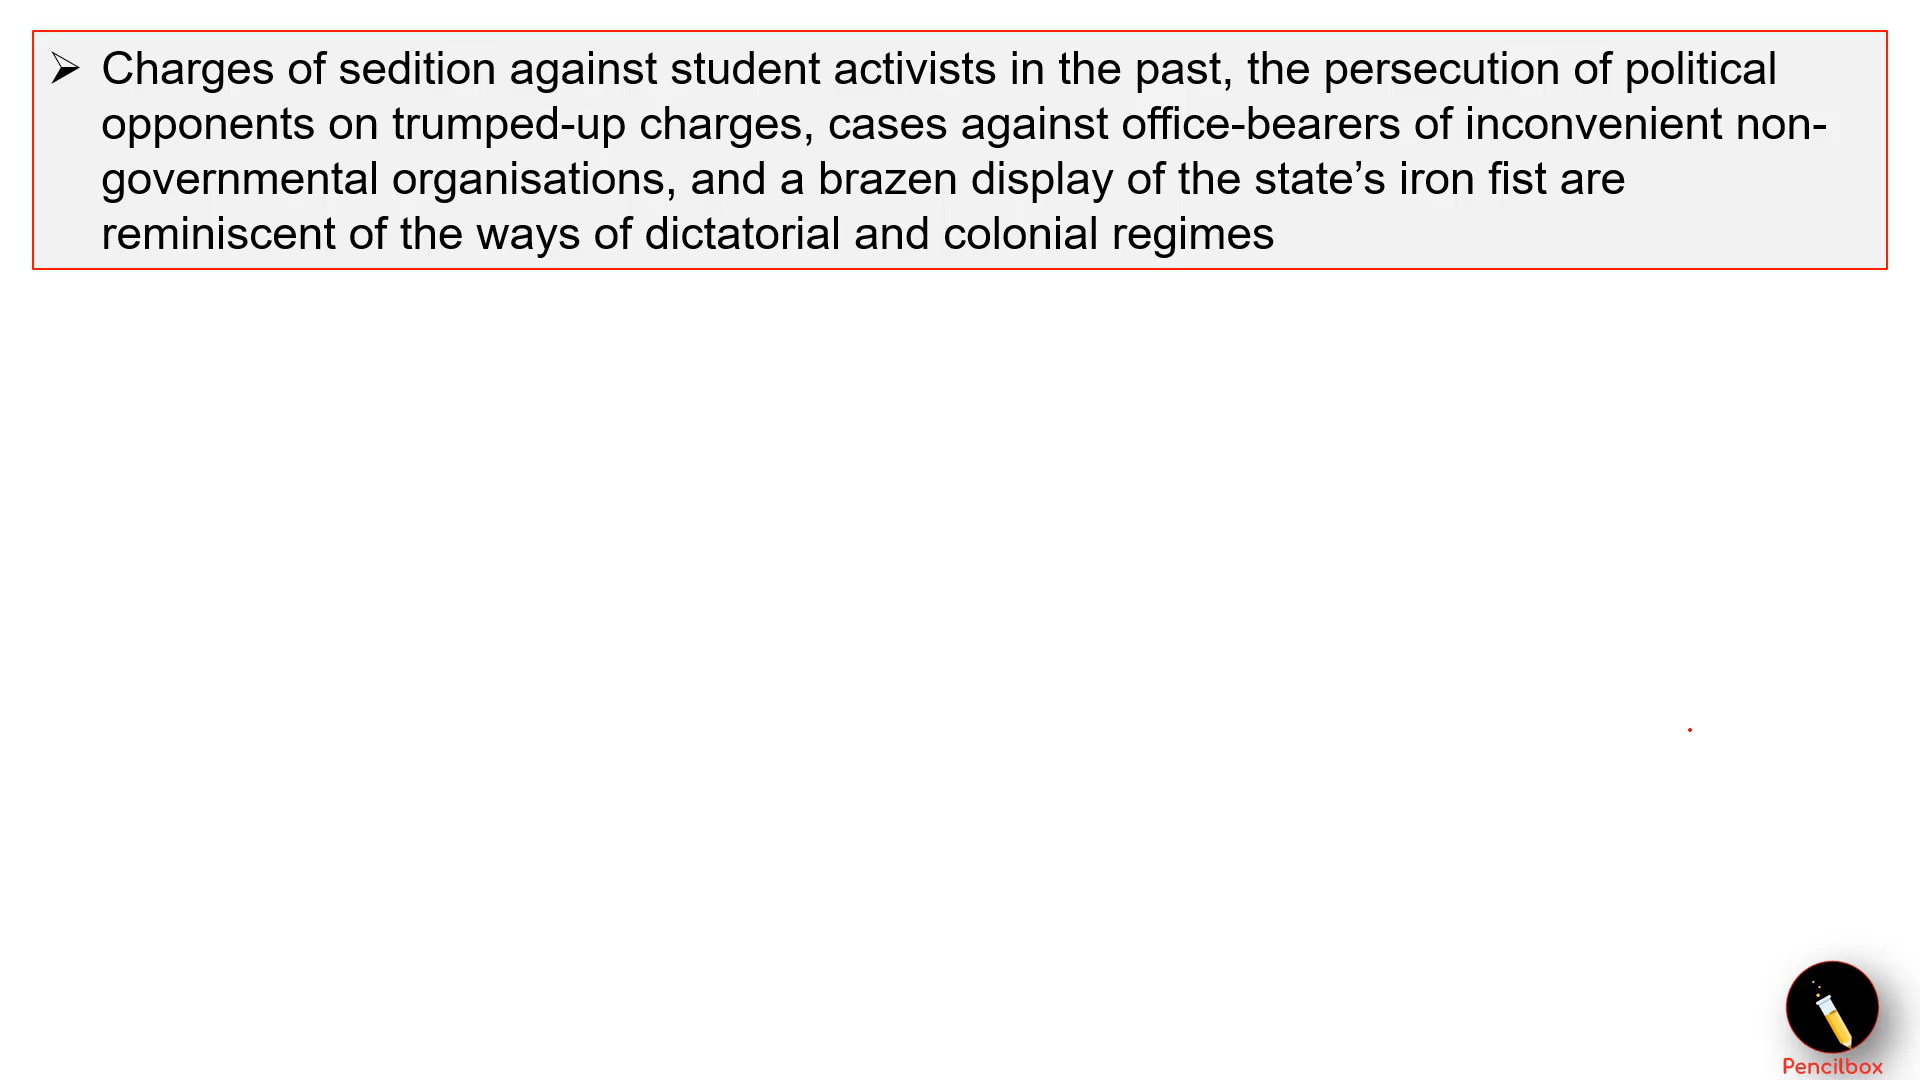 ➢ Charges of sedition against student activists in the past, the persecution of political
opponents on trumped-up charges, cases against office-bearers of inconvenient non-
governmental organisations, and a brazen display of the state’s iron fist are
reminiscent of the ways of dictatorial and colonial regimes
Pencilbox